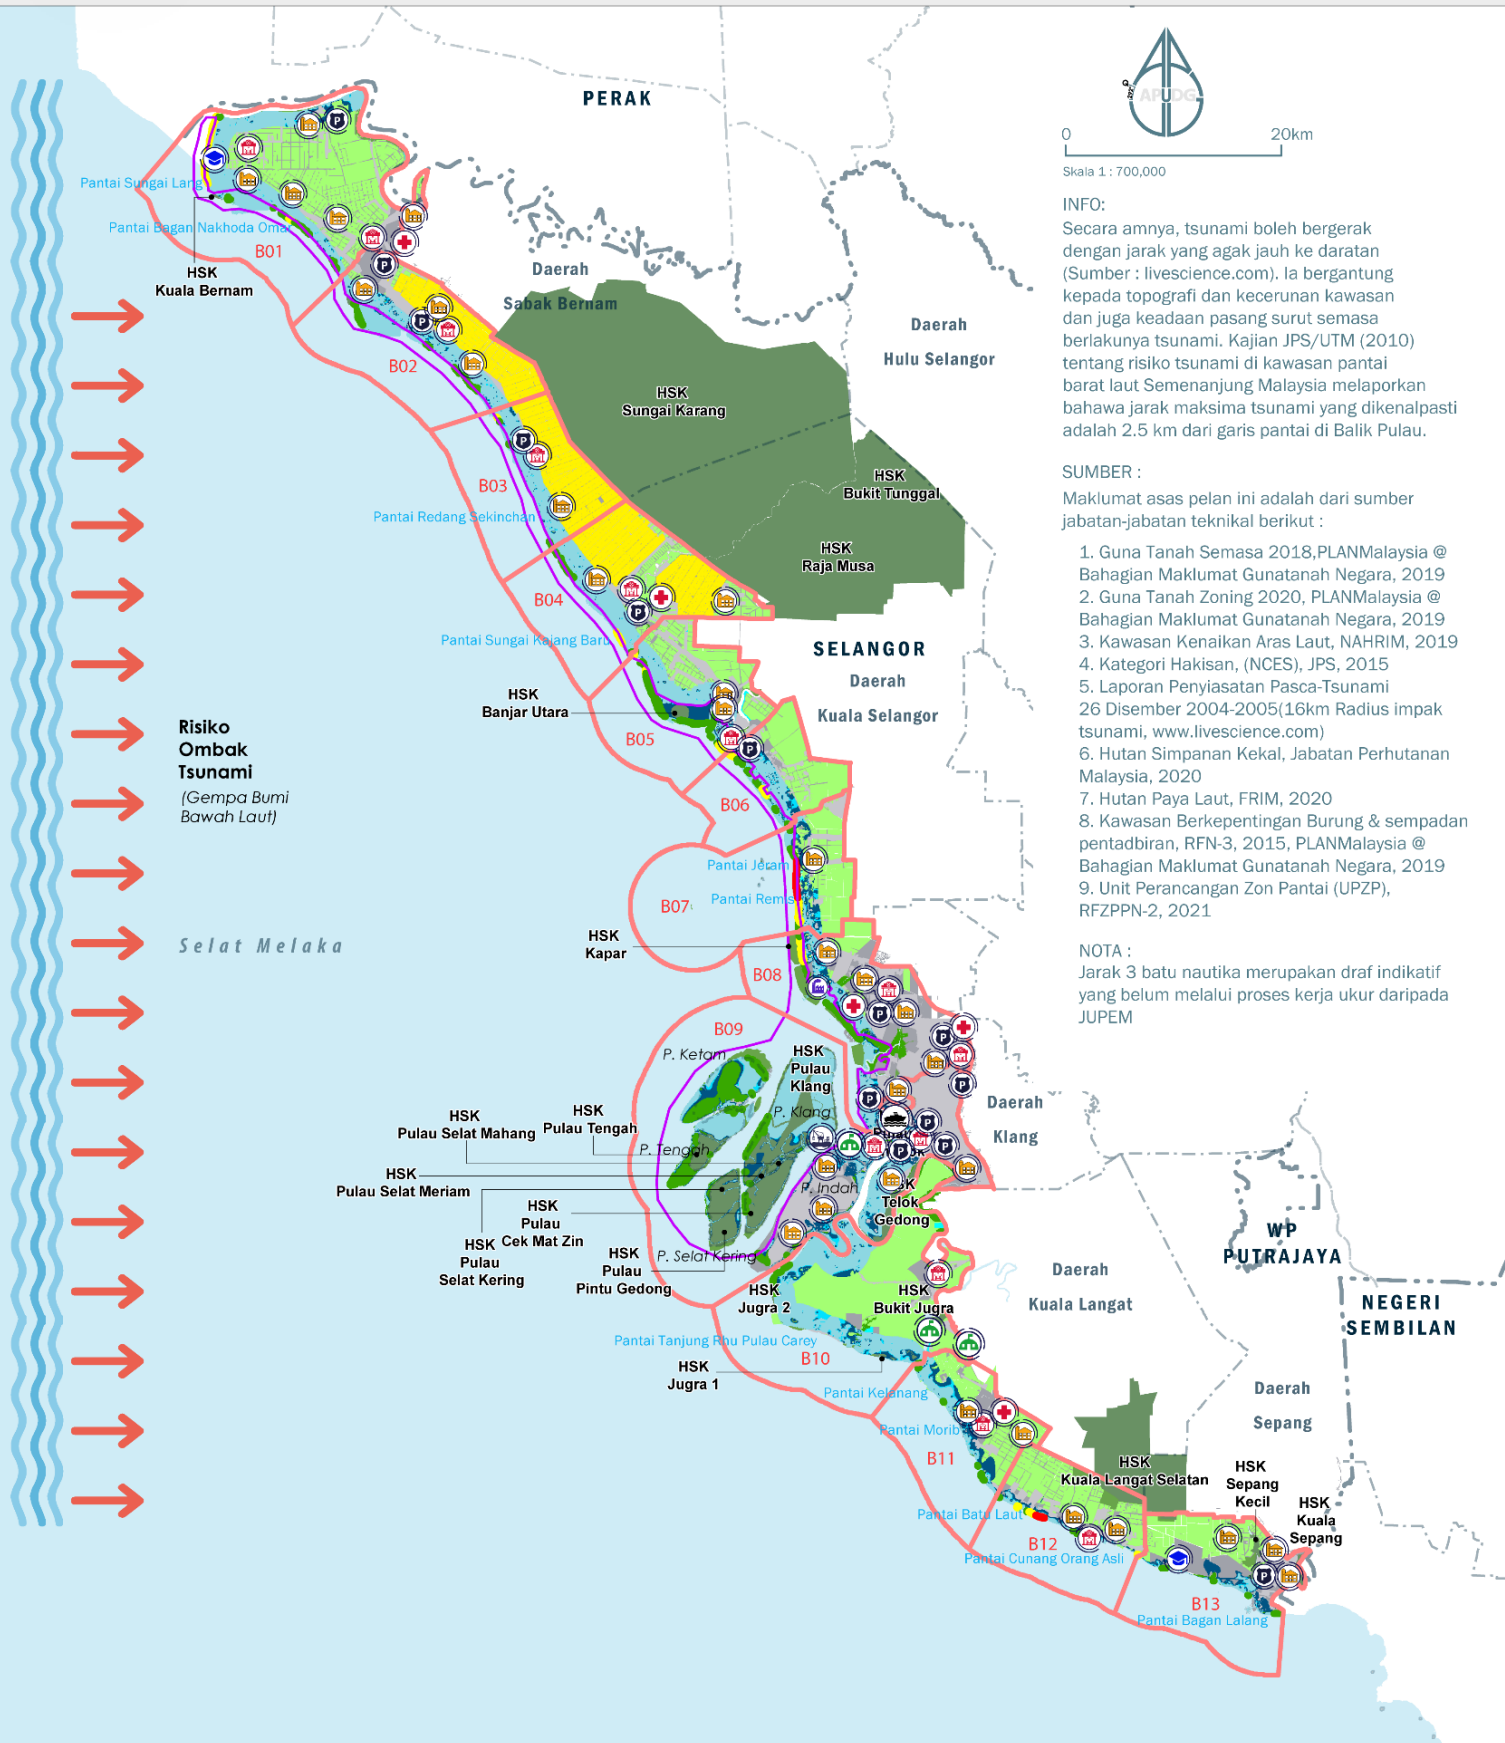 PERAK
APUDG
0 20km
Skala 1 : 700,000
INFO:
Secara amnya, tsunami boleh bergerak
dengan jarak yang agak jauh ke daratan
(Sumber : livescience.com). Ia bergantung
kepada topografi dan kecerunan kawasan
dan juga keadaan pasang surut semasa
berlakunya tsunami. Kajian JPS/UTM (2010)
tentang risiko tsunami di kawasan pantai
barat laut Semenanjung Malaysia melaporkan
bahawa jarak maksima tsunami yang dikenalpasti
adalah 2.5 km dari garis pantai di Balik Pulau.
SUMBER :
Maklumat asas pelan ini adalah dari sumber
jabatan-jabatan teknikal berikut :
1. Guna Tanah Semasa 2018,PLANMalaysia @
Bahagian Maklumat Gunatanah Negara, 2019
2. Guna Tanah Zoning 2020, PLANMalaysia @
Bahagian Maklumat Gunatanah Negara, 2019
3. Kawasan Kenaikan Aras Laut, NAHRIM, 2019
4. Kategori Hakisan, (NCES), JPS, 2015
5. Laporan Penyiasatan Pasca-Tsunami
26 Disember 2004-2005(16km Radius impak
tsunami, www.livescience.com)
6. Hutan Simpanan Kekal, Jabatan Perhutanan
Malaysia, 2020
7. Hutan Paya Laut, FRIM, 2020
8. Kawasan Berkepentingan Burung & sempadan
pentadbiran, RFN-3, 2015, PLANMalaysia @
Bahagian Maklumat Gunatanah Negara, 2019
9. Unit Perancangan Zon Pantai (UPZP),
RFZPPN-2, 2021
NOTA :
Jarak 3 batu nautika merupakan draf indikatif
yang belum melalui proses kerja ukur daripada
JUPEM
Pantai Sungai Lang
Pantai Bagan Nakhoda Omar
B01
HSK
Kuala Bernam
Daerah
Sabak Bernam
Daerah
Hulu Selangor
B02
HSK
Sungai Karang
B03
HSK
Bukit Tunggal
Pantai Redang Sekinchan
HSK
Raja Musa
B04
Pantai Sungai Kajang Baru
SELANGOR
Daerah
Kuala Selangor
HSK
Banjar Utara
B05
Risiko
Ombak
Tsunami
(Gempa Bumi
Bawah Laut)
B06
Pantai Jeram
Pantai Remis
B07
HSK
Kapar
Selat Melaka
B08
B09
P. Ketam
HSK
Pulau
Klang
P. Klang
HSK
Pulau Selat Mahang
HSK
Pulau Tengah
P. Tengah
Daerah
Klang
HSK
Pulau Selat Meriam
P. Indah
Telok
Gedong
HSK
Pulau
Cek Mat Zin
HSK
Pulau
Selat Kering
P. Selat Kering
HSK
Pulau
Pintu Gedong
WP
PUTRAJAYA
Daerah
Kuala Langat
HSK
Jugra 2
HSK
Bukit Jugra
NEGERI
SEMBILAN
Pantai Tanjung Rhu Pulau Carey
B10
HSK
Jugra 1
Pantai Kelanang
Daerah
Sepang
Pantai Morib
B11
HSK
Kuala Langat Selatan
HSK
Sepang
Kecil
HSK
Kuala
Sepang
Pantai Batu Laut
B12
Pantai Cunang Orang Asli
B13
Pantai Bagan Lalang